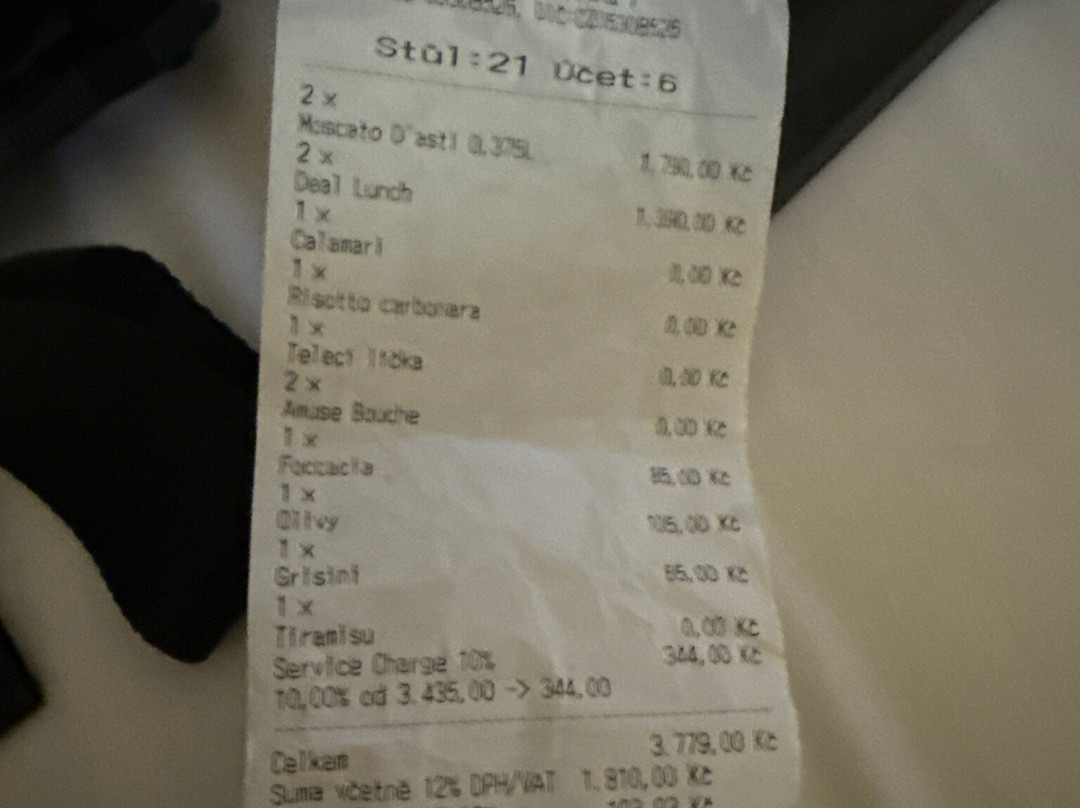 Stůl:21 Účet:6
2 x
Moscato D'asti 0,375L 1.790,00 Kč
2 x
Deal Lunch 1.390,00 Kč
1 x
Calamari 0,00 Kč
1 x
Risotto carbonara 0,00 Kč
1 x
Telecí líčka 0,00 Kč
2 x
Amuse Bouche 0,00 Kč
1 x
Foccacia 85,00 Kč
1 x
Olivy 105,00 Kč
1 x
Grisini 65,00 Kč
1 x
Tiramisu 0,00 Kč
Service Charge 10% 344,00 Kč
10,00% od 3.435,00 -> 344,00
Celkem 3.779,00 Kč
Suma včetně 12% DPH/VAT 1.810,00 Kč